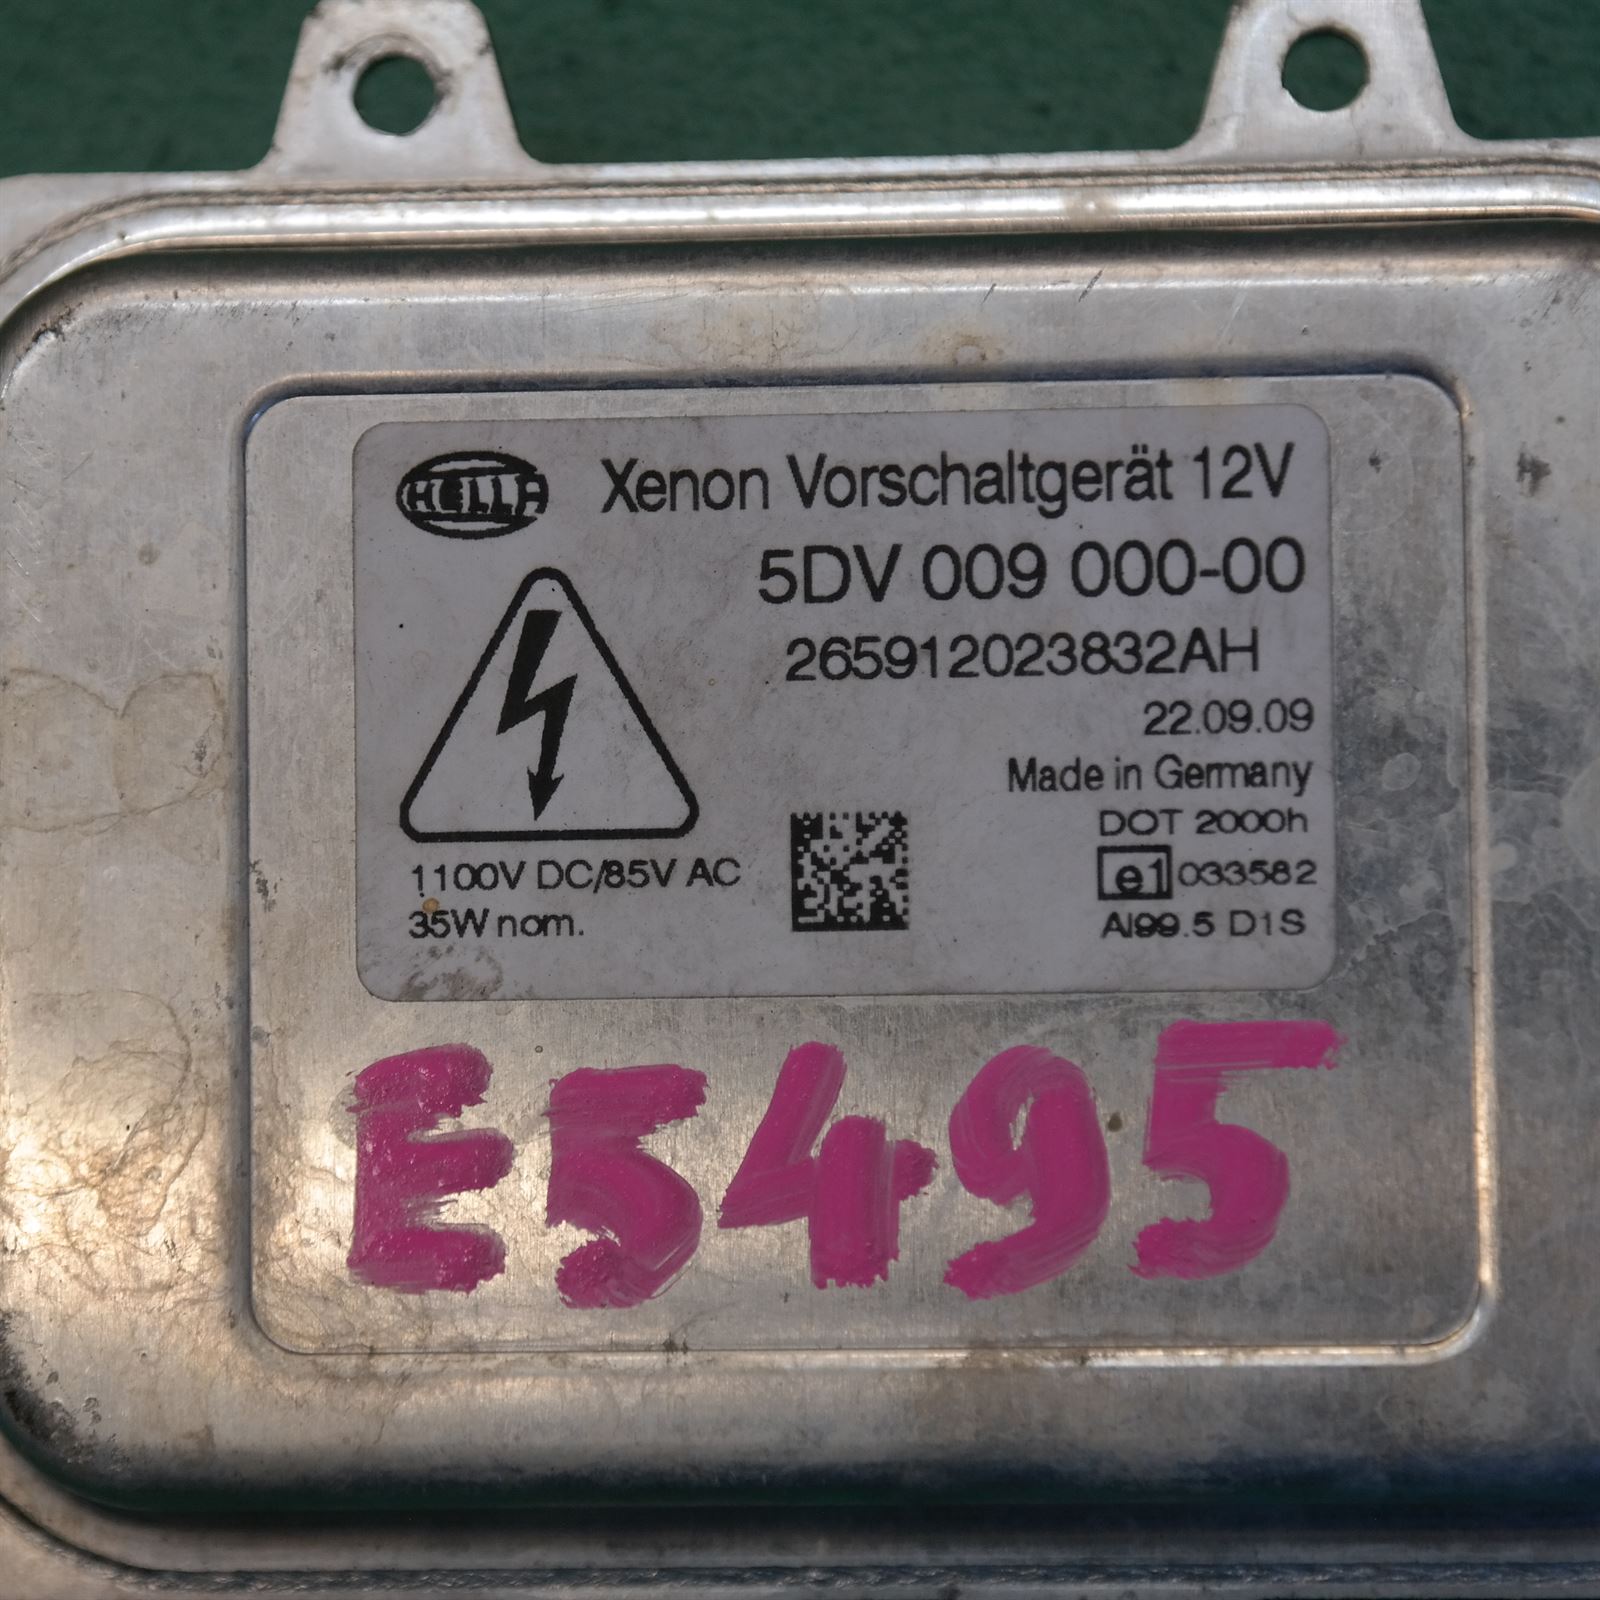 HELLA
Xenon Vorschaltgerät 12V
5DV 009 000-00
265912023832AH
22.09.09
Made in Germany
DOT 2000h
e1 033582
AI99.5 D1S
1100V DC/85V AC
35W nom.
E5495